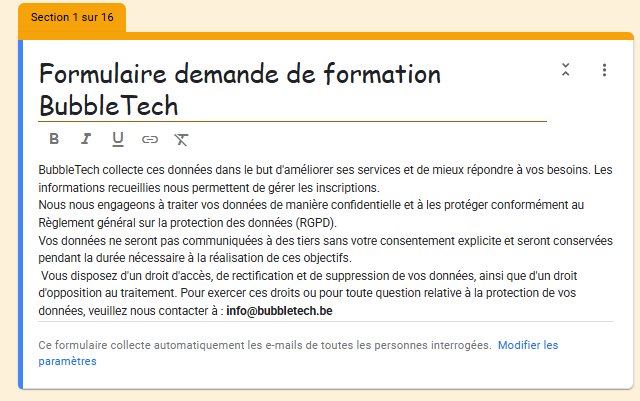 Section 1 sur 16
Formulaire demande de formation
BubbleTech
B I U
BubbleTech collecte ces données dans le but d'améliorer ses services et de mieux répondre à vos besoins. Les
informations recueillies nous permettent de gérer les inscriptions.
Nous nous engageons à traiter vos données de manière confidentielle et à les protéger conformément au
Règlement général sur la protection des données (RGPD).
Vos données ne seront pas communiquées à des tiers sans votre consentement explicite et seront conservées
pendant la durée nécessaire à la réalisation de ces objectifs.
Vous disposez d'un droit d'accès, de rectification et de suppression de vos données, ainsi que d'un droit
d'opposition au traitement. Pour exercer ces droits ou pour toute question relative à la protection de vos
données, veuillez nous contacter à : info@bubbletech.be
Ce formulaire collecte automatiquement les e-mails de toutes les personnes interrogées. Modifier les
paramètres